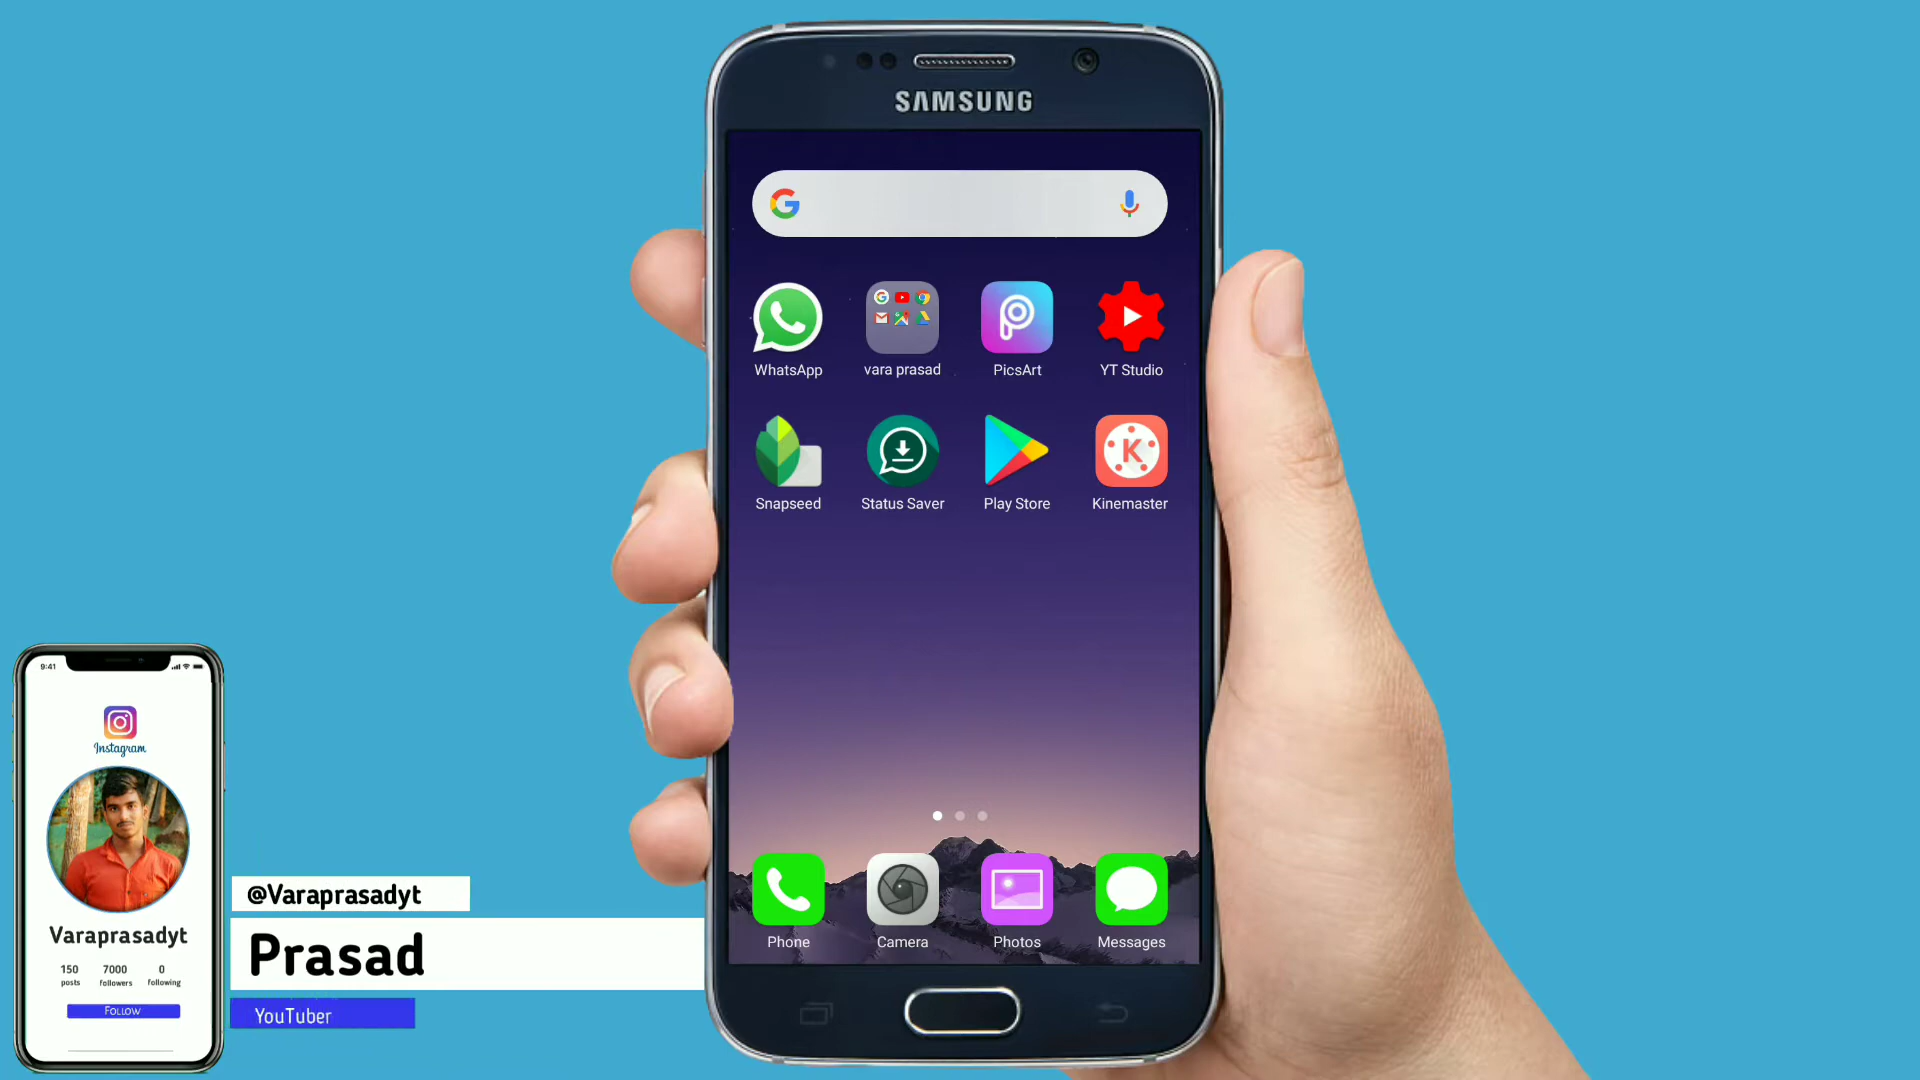 SAMSUNG
WhatsApp
vara prasad
PicsArt
YT Studio
Snapseed
Status Saver
Play Store
K
Kinemaster
Phone
Camera
Photos
Messages
9:41
Instagram
Varaprasadyt
150 7000 0
posts followers following
FOLLOW
@Varaprasadyt
Prasad
YouTuber